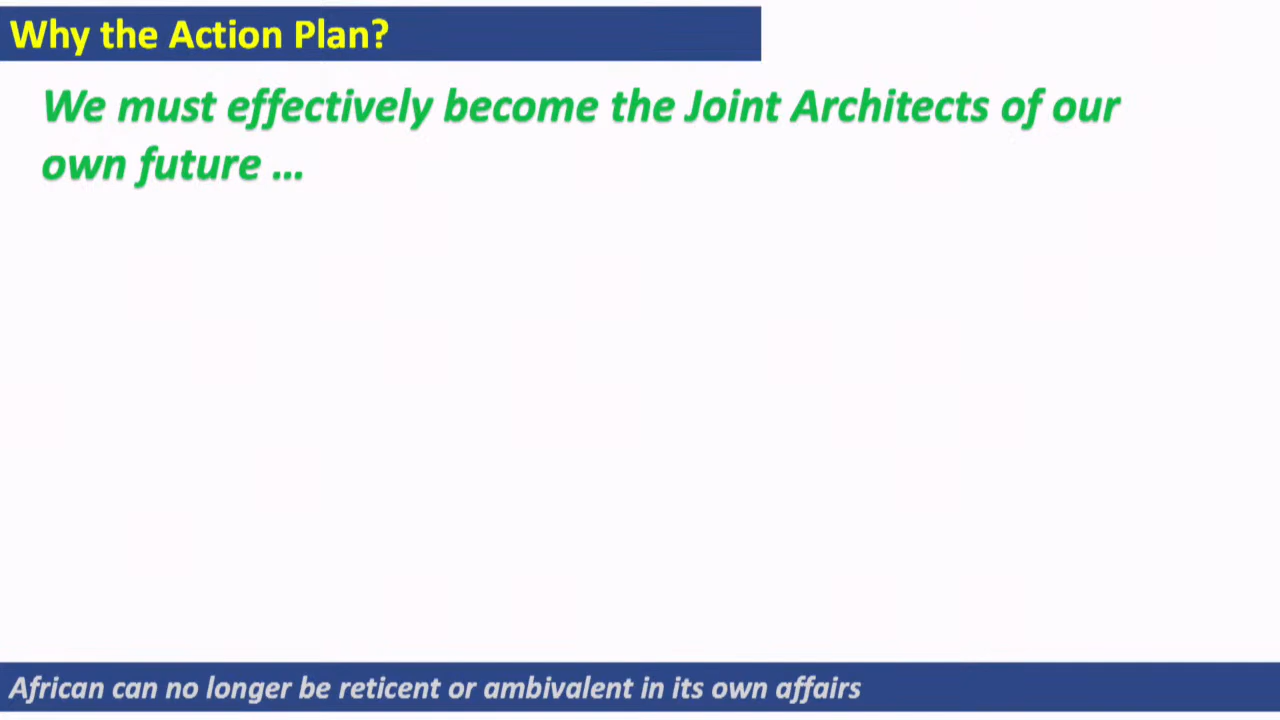 Why the Action Plan?
We must effectively become the Joint Architects of our
own future ...
African can no longer be reticent or ambivalent in its own affairs